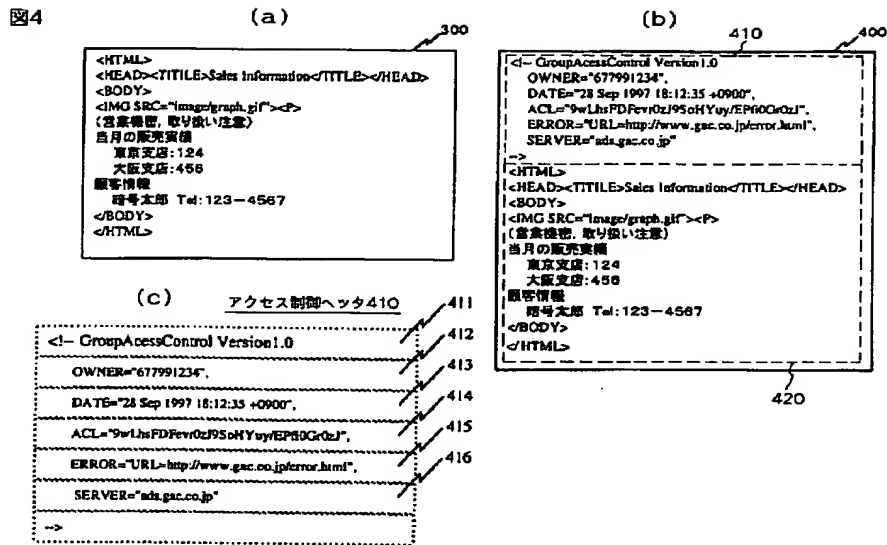 図4
(a)
300
<HTML>
<HEAD><TITILE>Sales Information</TITLE></HEAD>
<BODY>
<IMG SRC="image/graph.gif"><P>
(営業機密, 取り扱い注意)
当月の販売実績
東京支店:124
大阪支店:456
顧客情報
暗号太郎 Tel:123-4567
</BODY>
</HTML>
(b)
410
400
<!-- GroupAcessControl Version1.0
OWNER="677991234",
DATE="28 Sep 1997 18:12:35 +0900",
ACL="9wLhsFDFevr0zJ9SoHYuy/EPfi0Gr0zJ",
ERROR="URL=http://www.gac.co.jp/error.html",
SERVER="ads.gac.co.jp"
-->
<HTML>
<HEAD><TITILE>Sales Information</TITLE></HEAD>
<BODY>
<IMG SRC="image/graph.gif"><P>
(営業機密, 取り扱い注意)
当月の販売実績
東京支店:124
大阪支店:456
顧客情報
暗号太郎 Tel:123-4567
</BODY>
</HTML>
420
(c)
アクセス制御ヘッタ410
411
<!-- GroupAcessControl Version1.0
412
OWNER="677991234",
413
DATE="28 Sep 1997 18:12:35 +0900",
414
ACL="9wLhsFDFevr0zJ9SoHYuy/EPfi0Gr0zJ",
415
ERROR="URL=http://www.gac.co.jp/error.html",
416
SERVER="ads.gac.co.jp"
-->